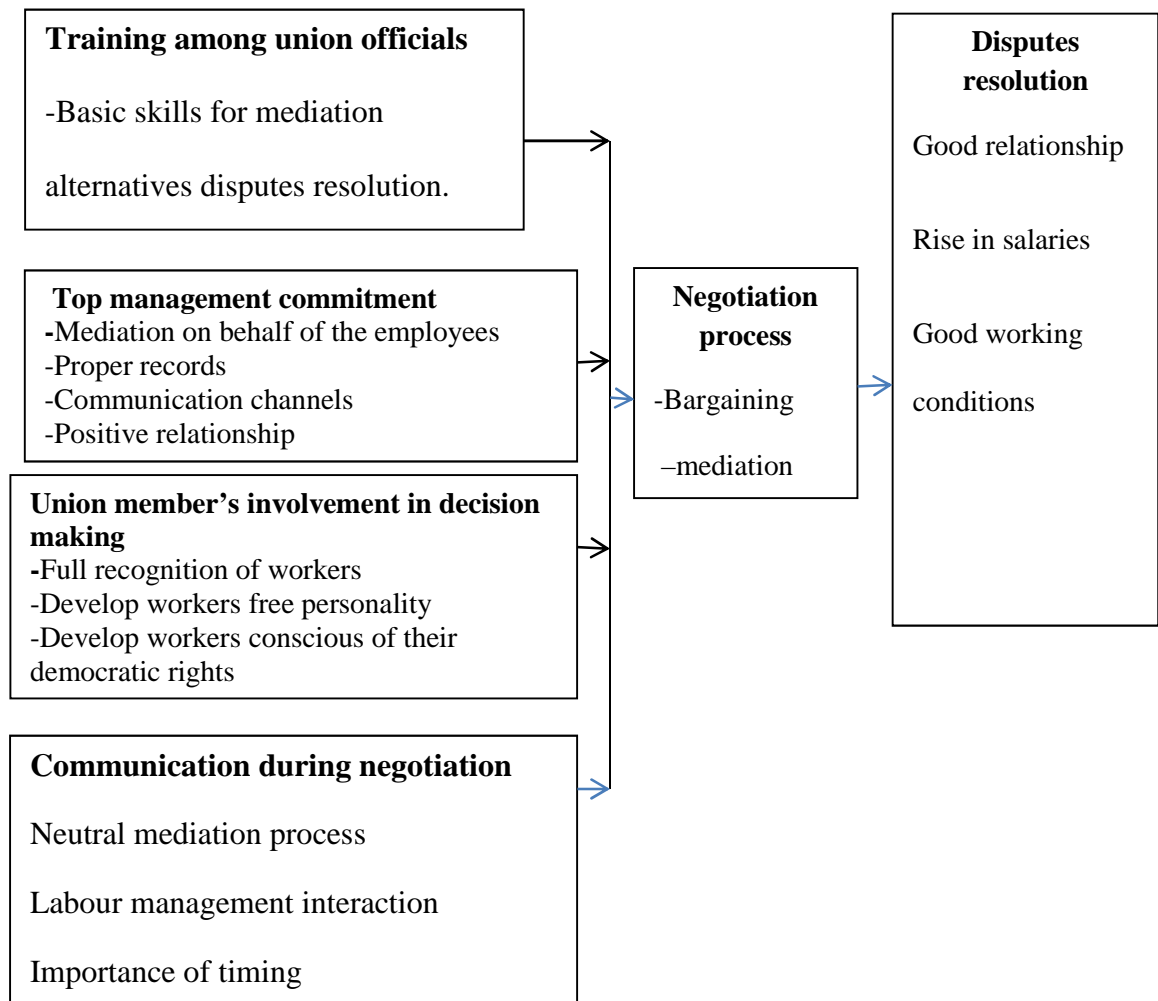 Training among union officials
-Basic skills for mediation
alternatives disputes resolution.
Top management commitment
-Mediation on behalf of the employees
-Proper records
-Communication channels
-Positive relationship
Union member’s involvement in decision
making
-Full recognition of workers
-Develop workers free personality
-Develop workers conscious of their
democratic rights
Communication during negotiation
Neutral mediation process
Labour management interaction
Importance of timing
Negotiation
process
-Bargaining
–mediation
Disputes
resolution
Good relationship
Rise in salaries
Good working
conditions